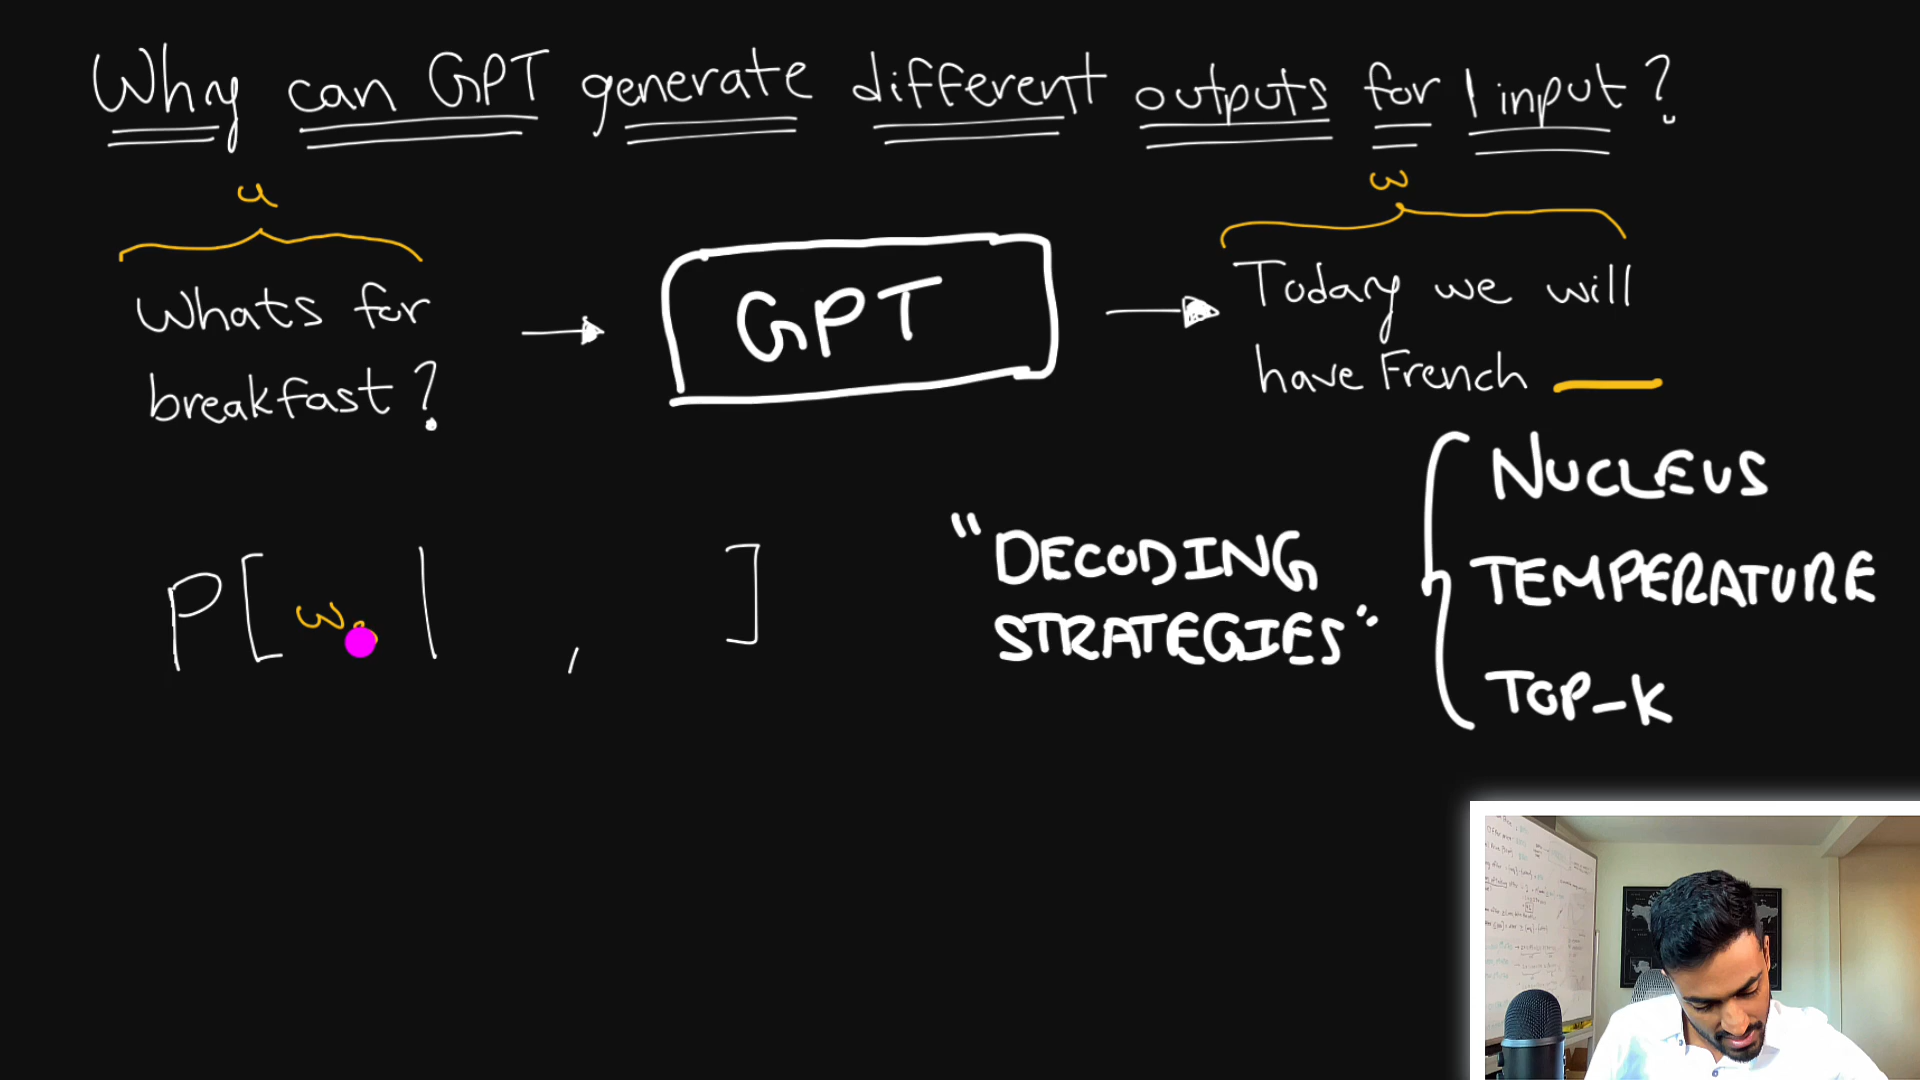 Why can GPT generate different outputs for 1 input?
u
w
Whats for
breakfast?
GPT
Today we will
have French
P[ w | , ]
"DECODING
STRATEGIES"
NUCLEUS
TEMPERATURE
TOP-K